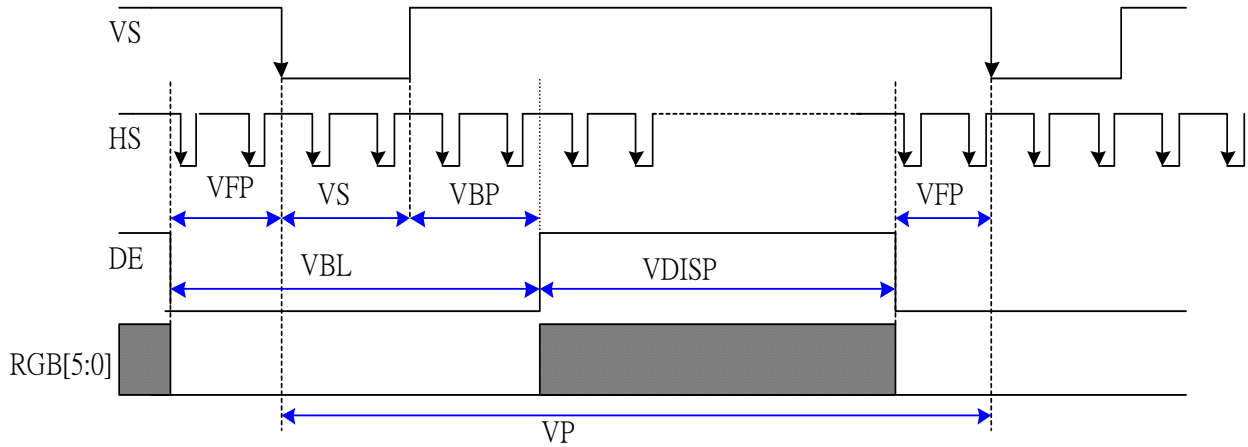 VS
HS
VFP VS VBP VFP
DE
VBL VDISP
RGB[5:0]
VP